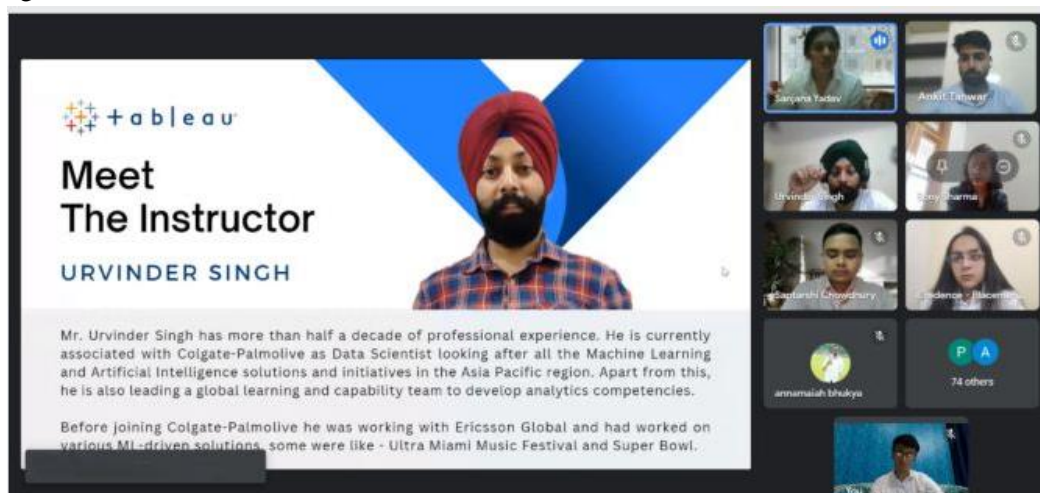 tableau
Meet
The Instructor
URVINDER SINGH
Mr. Urvinder Singh has more than half a decade of professional experience. He is currently
associated with Colgate-Palmolive as Data Scientist looking after all the Machine Learning
and Artificial Intelligence solutions and initiatives in the Asia Pacific region. Apart from this,
he is also leading a global learning and capability team to develop analytics competencies.
Before joining Colgate-Palmolive he was working with Ericsson Global and had worked on
various ML-driven solutions, some were like - Ultra Miami Music Festival and Super Bowl.
Sanjana Yadav
Ankit Tanwar
Urvinder Singh
Sharma
Saptarshi Chowdhury
annamaiah bhukya
P A
74 others
You